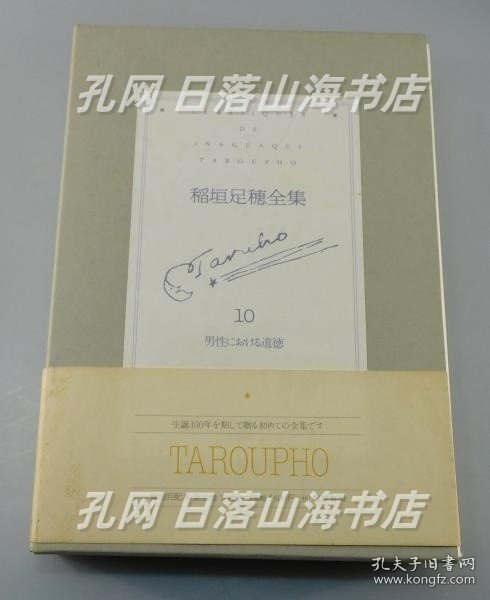 孔网 日落山海书店
DE
INAGUAQUI
TAROUPHO
稲垣足穂全集
Taruho
10
男性における道徳
生誕100年を期して贈る初めての全集です
TAROUPHO
孔网 日落山海书店
孔夫子旧书网
www.kongfz.com